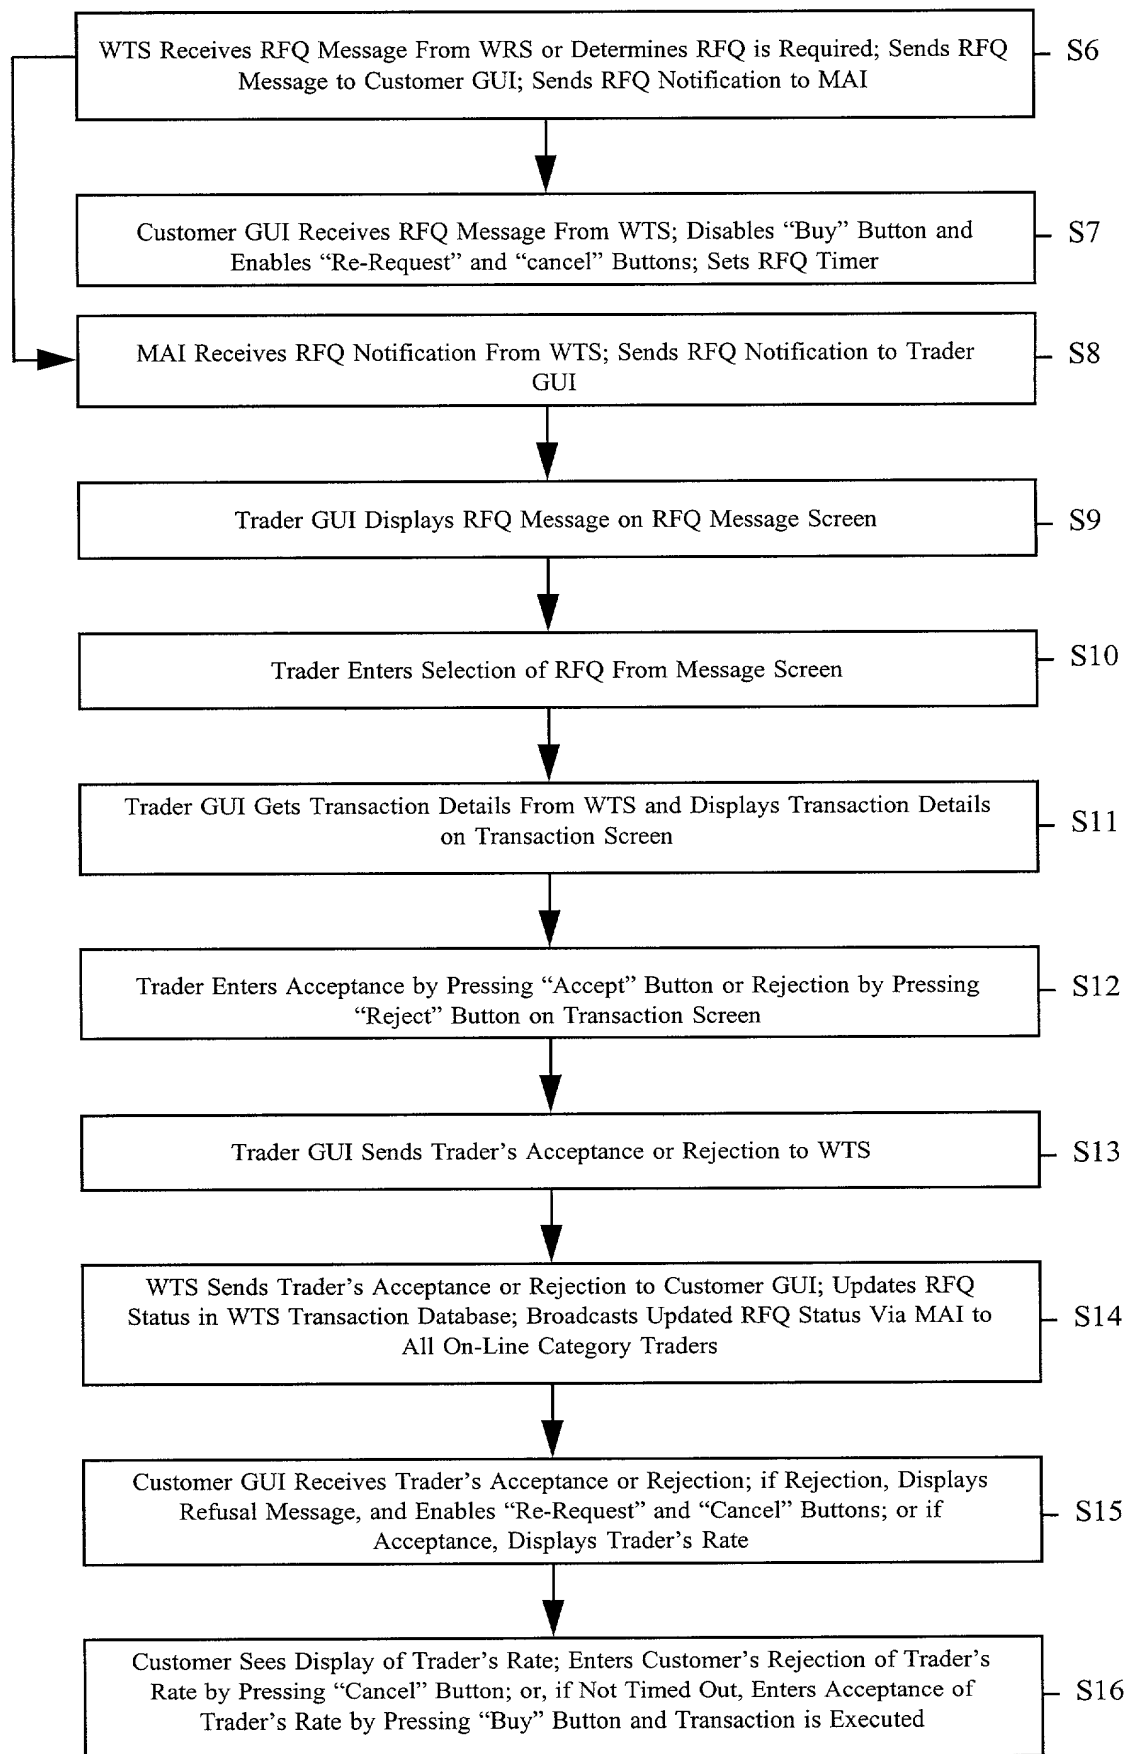 WTS Receives RFQ Message From WRS or Determines RFQ is Required; Sends RFQ
Message to Customer GUI; Sends RFQ Notification to MAI
S6
Customer GUI Receives RFQ Message From WTS; Disables “Buy” Button and
Enables “Re-Request” and “cancel” Buttons; Sets RFQ Timer
S7
MAI Receives RFQ Notification From WTS; Sends RFQ Notification to Trader
GUI
S8
Trader GUI Displays RFQ Message on RFQ Message Screen
S9
Trader Enters Selection of RFQ From Message Screen
S10
Trader GUI Gets Transaction Details From WTS and Displays Transaction Details
on Transaction Screen
S11
Trader Enters Acceptance by Pressing “Accept” Button or Rejection by Pressing
“Reject” Button on Transaction Screen
S12
Trader GUI Sends Trader’s Acceptance or Rejection to WTS
S13
WTS Sends Trader’s Acceptance or Rejection to Customer GUI; Updates RFQ
Status in WTS Transaction Database; Broadcasts Updated RFQ Status Via MAI to
All On-Line Category Traders
S14
Customer GUI Receives Trader’s Acceptance or Rejection; if Rejection, Displays
Refusal Message, and Enables “Re-Request” and “Cancel” Buttons; or if
Acceptance, Displays Trader’s Rate
S15
Customer Sees Display of Trader’s Rate; Enters Customer’s Rejection of Trader’s
Rate by Pressing “Cancel” Button; or, if Not Timed Out, Enters Acceptance of
Trader’s Rate by Pressing “Buy” Button and Transaction is Executed
S16